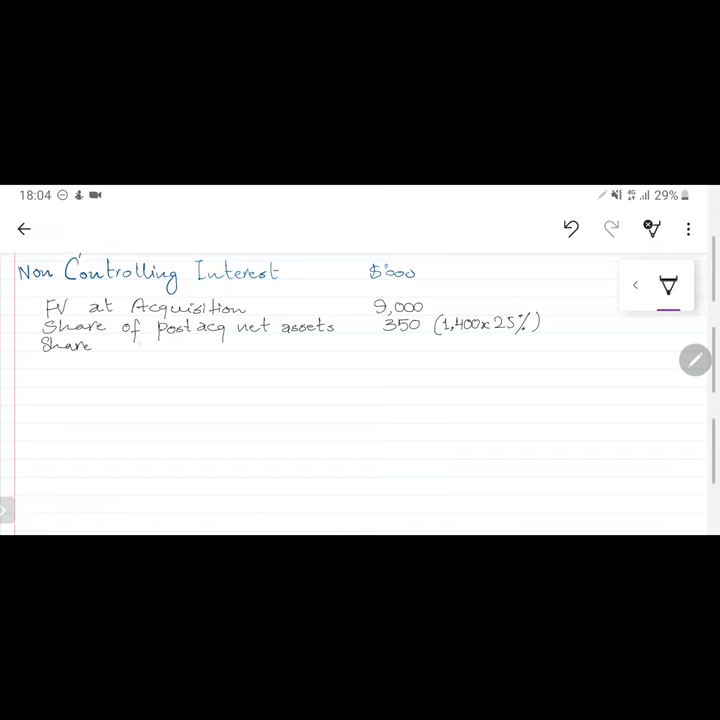 18:04 4G 29%
Non Controlling Interest $'000
FV at Acquisition 9,000
Share of post acq net assets 350 (1,400x25%)
Share